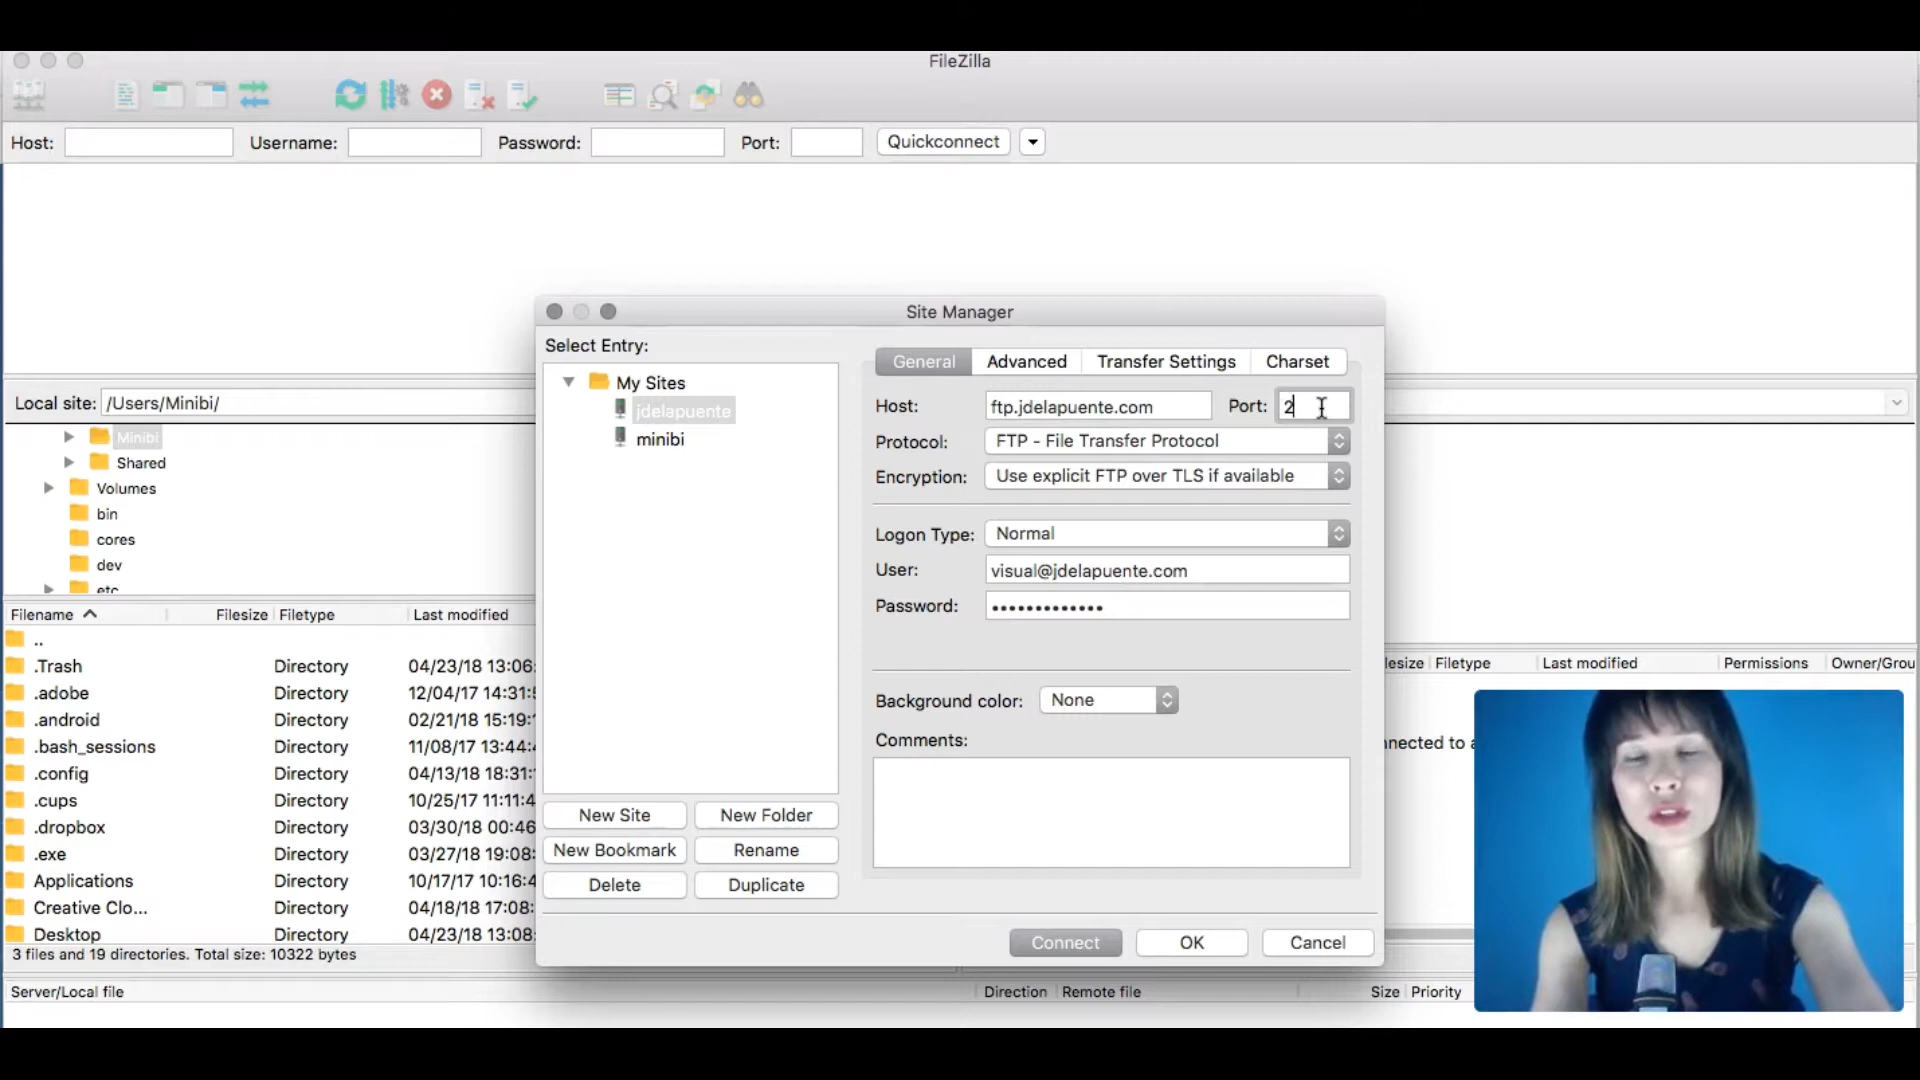 FileZilla
Host: Username: Password: Port: Quickconnect
Local site: /Users/Minibi/
Minibi
Shared
Volumes
bin
cores
dev
etc
Filename Filesize Filetype Last modified
..
.Trash Directory 04/23/18 13:06:
.adobe Directory 12/04/17 14:31:
.android Directory 02/21/18 15:19:
.bash_sessions Directory 11/08/17 13:44:
.config Directory 04/13/18 18:31:
.cups Directory 10/25/17 11:11:4
.dropbox Directory 03/30/18 00:46
.exe Directory 03/27/18 19:08:
Applications Directory 10/17/17 10:16:4
Creative Clo... Directory 04/18/18 17:08:
Desktop Directory 04/23/18 13:08:
3 files and 19 directories. Total size: 10322 bytes
Site Manager
Select Entry:
My Sites
jdelapuente
minibi
New Site New Folder
New Bookmark Rename
Delete Duplicate
General Advanced Transfer Settings Charset
Host: ftp.jdelapuente.com Port: 2
Protocol: FTP - File Transfer Protocol
Encryption: Use explicit FTP over TLS if available
Logon Type: Normal
User: visual@jdelapuente.com
Password: •••••••••••••
Background color: None
Comments:
Connect OK Cancel
lesize Filetype Last modified Permissions Owner/Grou
nnected to a
Server/Local file Direction Remote file Size Priority